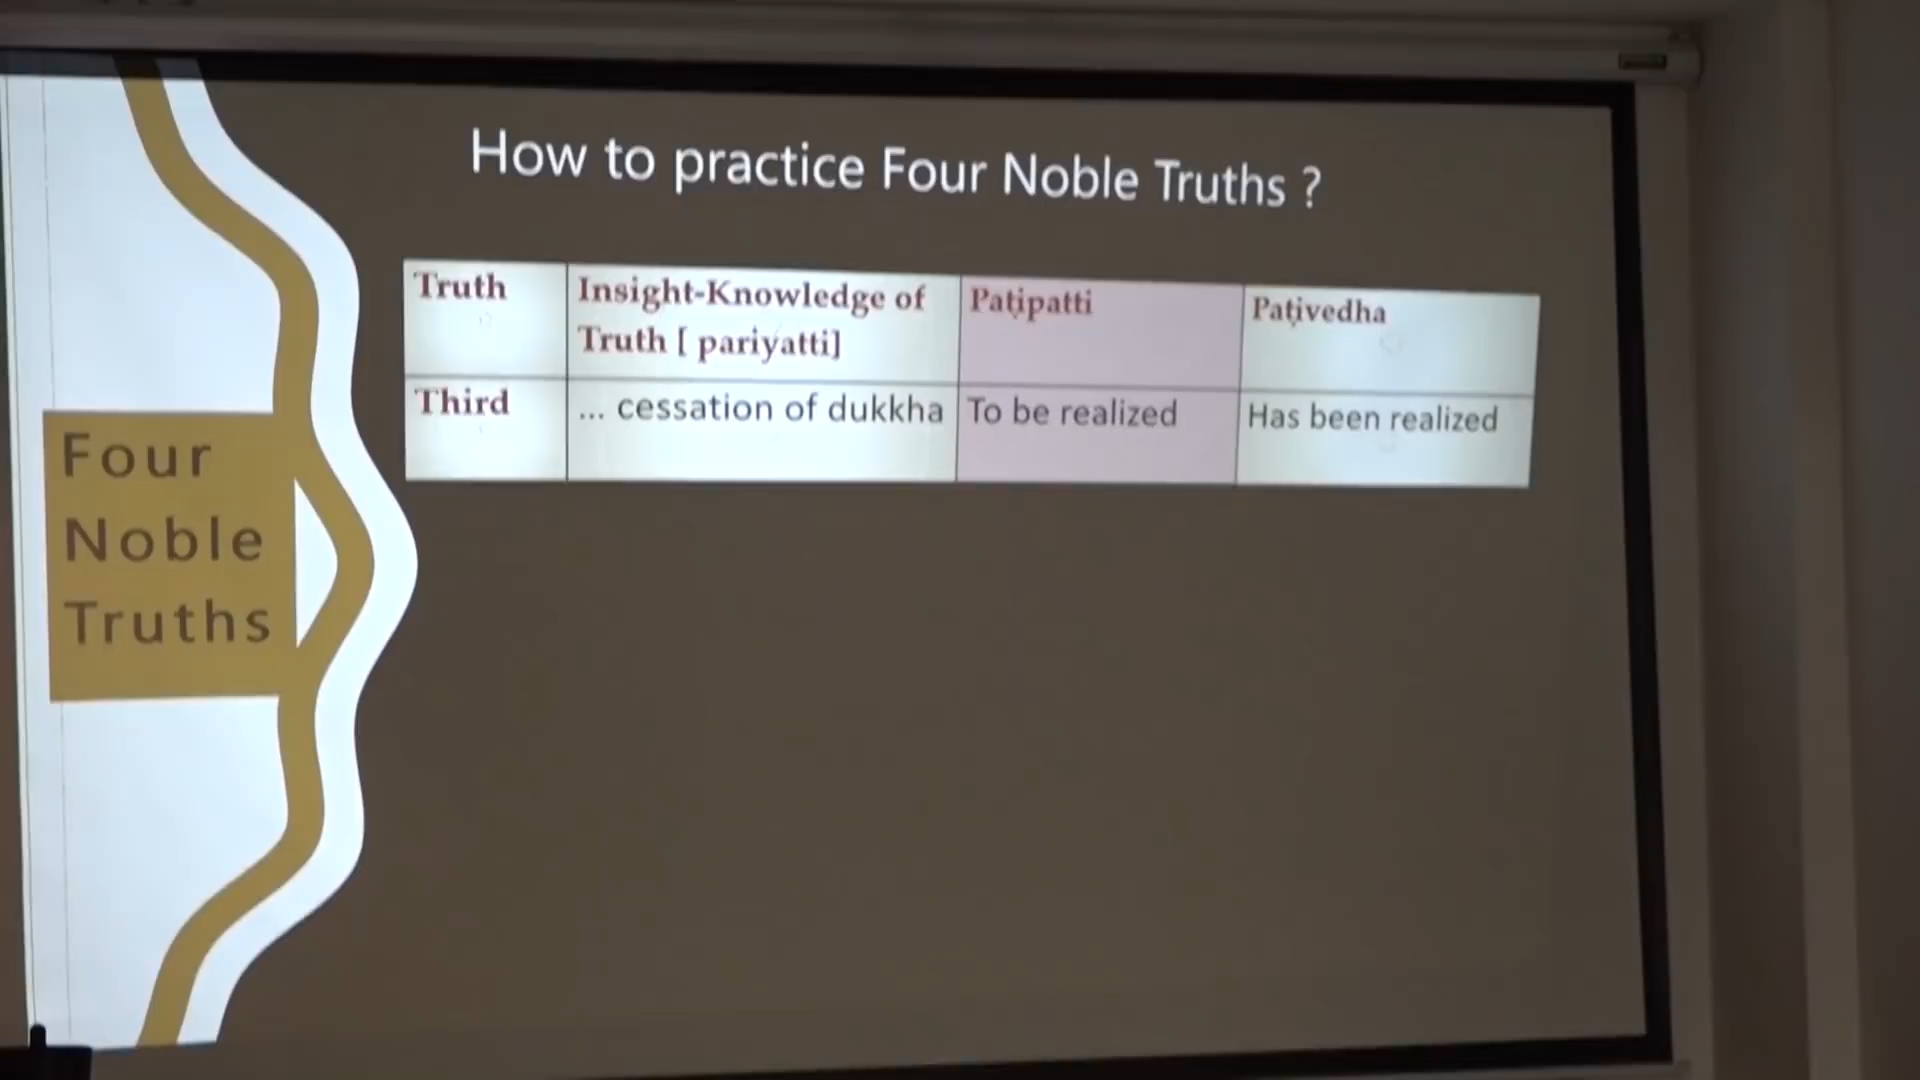 How to practice Four Noble Truths ?
Truth
Insight-Knowledge of
Truth [ pariyatti]
Paṭipatti
Paṭivedha
Third
... cessation of dukkha
To be realized
Has been realized
Four
Noble
Truths